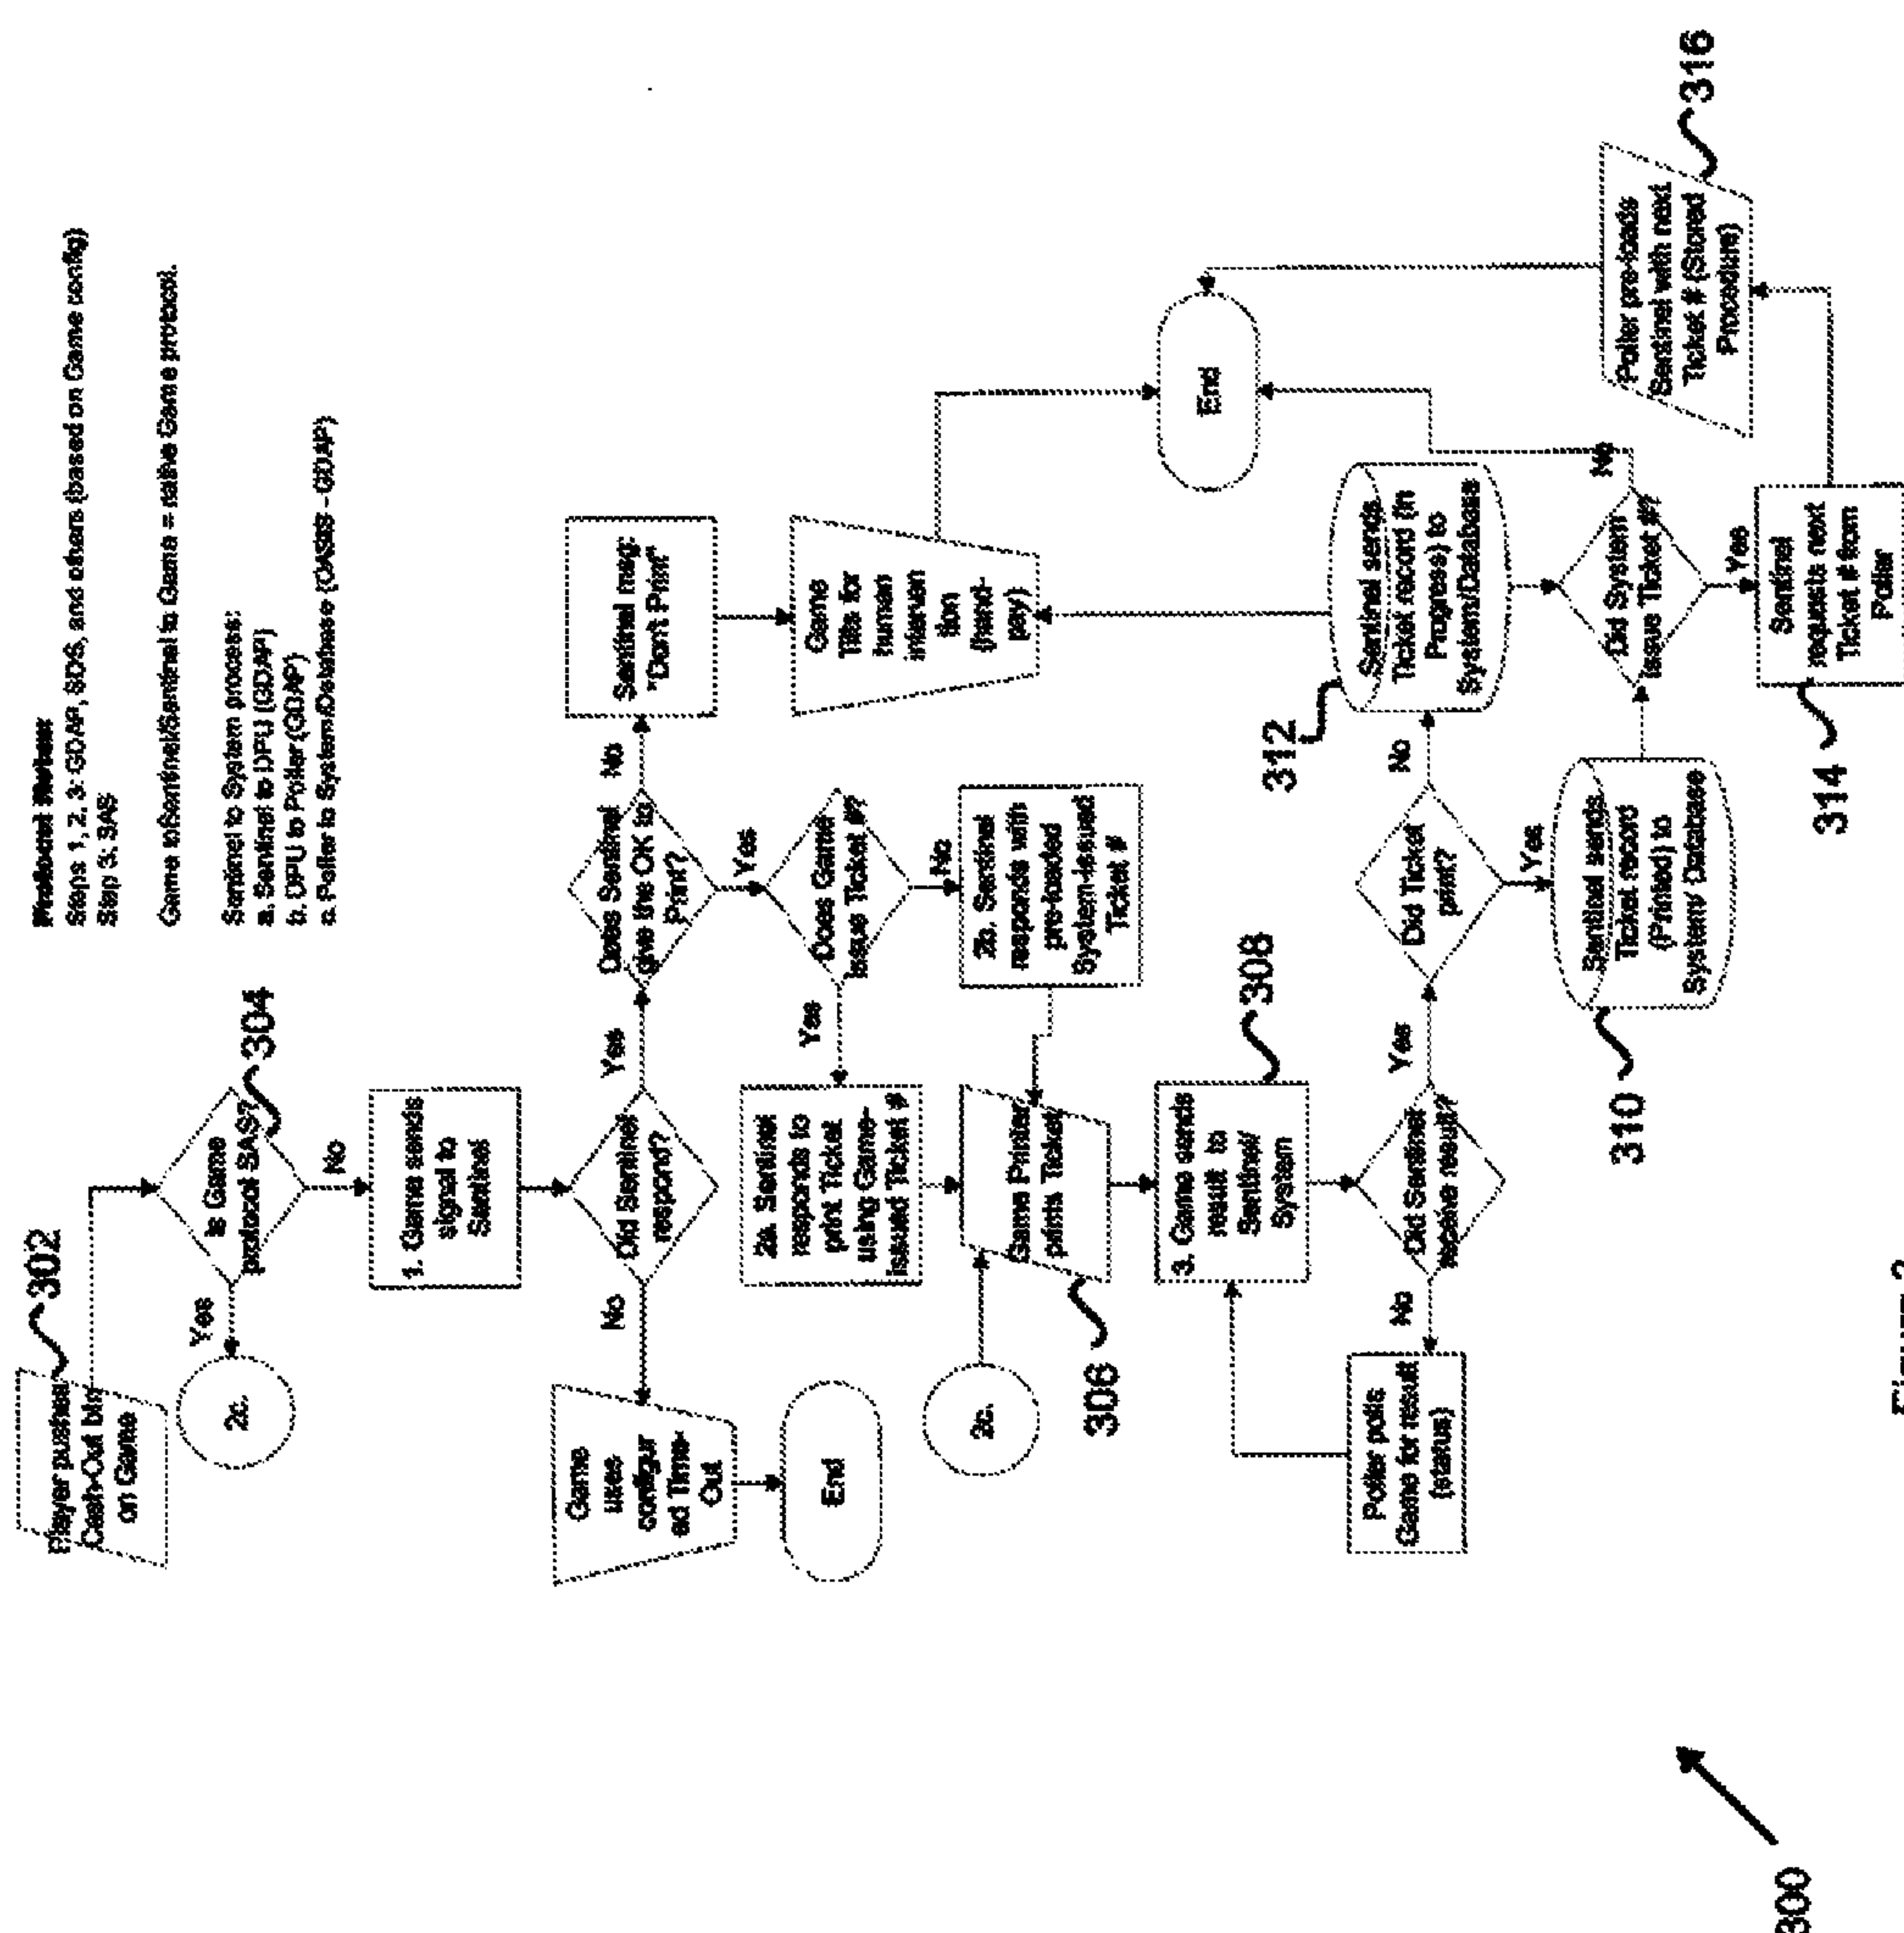 Protocol Notes:
Steps 1, 2, 3: GDAP, SDS, and others (based on Game config)
Step 3: SAS
Game to Sentinel/Sentinel to Game = native Game protocol.
Sentinel to System process:
a. Sentinel to DPU (GDAP)
b. DPU to Poller (GDAP)
c. Poller to System/Database (OASIS - GDAP)
Player pushes
Cash-Out btn
on Game
302
Is Game
protocol SAS?
304
Yes
2c.
No
1. Game sends
signal to
Sentinel
Did Sentinel
respond?
No
Game
uses
configur
ed Time-
Out
End
Yes
Does Sentinel
give the OK to
Print?
No
Sentinel msg:
"Don't Print"
Game
Tilts for
human
interven
tion
(hand-
pay)
Yes
Does Game
issue Ticket #?
Yes
2a. Sentinel
responds to
print Ticket
using Game-
issued Ticket #
No
2b. Sentinel
responds with
pre-loaded
System-issued
Ticket #
2c.
Game Printer
prints Ticket
306
3. Game sends
result to
Sentinel/
System
308
Did Sentinel
receive result?
No
Poller polls
Game for result
(status)
Yes
Did Ticket
print?
No
Sentinel sends
Ticket record (In
Progress) to
System/Database
312
Yes
Sentinel sends
Ticket record
(Printed) to
System/ Database
310
Did System
issue Ticket #?
No
End
Yes
Sentinel
requests next
Ticket # from
Poller
314
Poller pre-loads
Sentinel with next
Ticket # (Stored
Procedure)
316
300